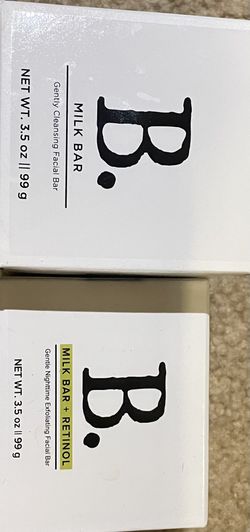 B.
MILK BAR
Gently Cleansing Facial Bar
NET WT. 3.5 oz || 99 g
B.
MILK BAR + RETINOL
Gentle Nighttime Exfoliating Facial Bar
NET WT. 3.5 oz || 99 g